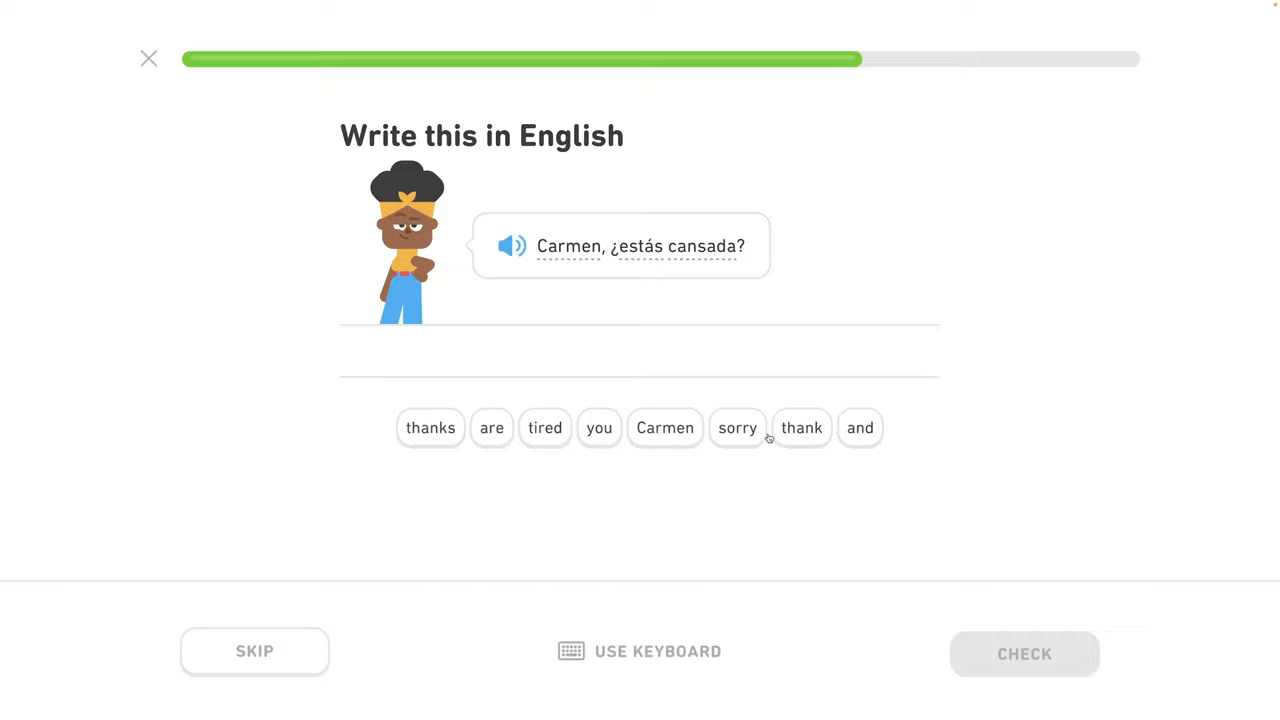 Write this in English
Carmen, ¿estás cansada?
thanks are tired you Carmen sorry thank and
SKIP USE KEYBOARD CHECK